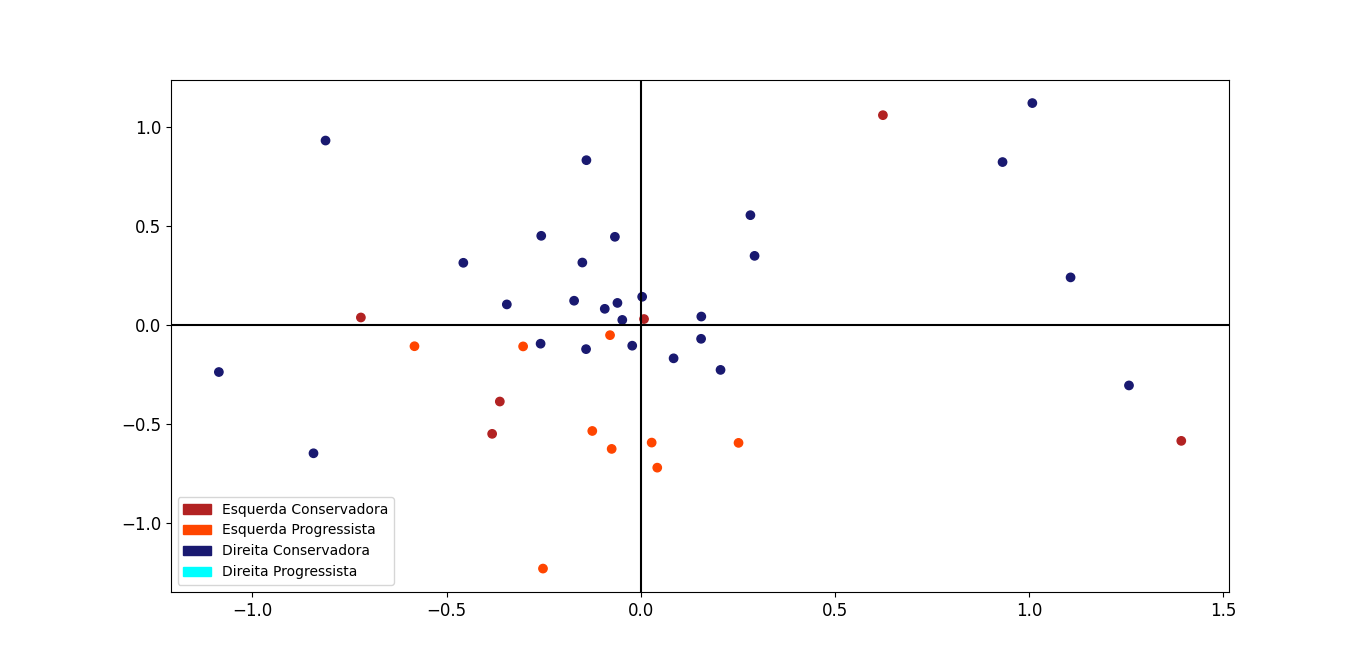 1.0
0.5
0.0
−0.5
−1.0
Esquerda Conservadora
Esquerda Progressista
Direita Conservadora
Direita Progressista
−1.0 −0.5 0.0 0.5 1.0 1.5